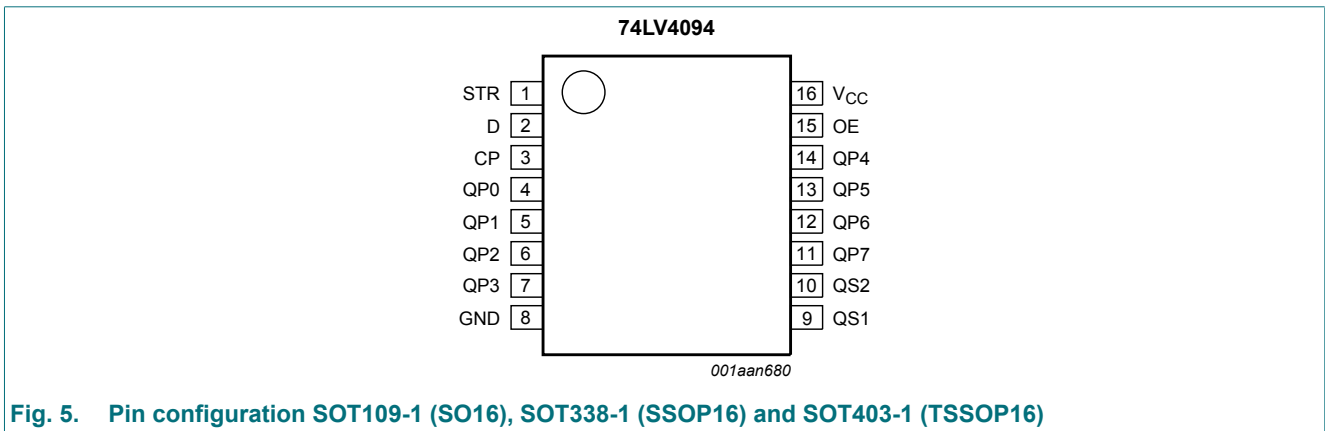 74LV4094
STR 1 16 VCC
D 2 15 OE
CP 3 14 QP4
QP0 4 13 QP5
QP1 5 12 QP6
QP2 6 11 QP7
QP3 7 10 QS2
GND 8 9 QS1
001aan680
Fig. 5. Pin configuration SOT109-1 (SO16), SOT338-1 (SSOP16) and SOT403-1 (TSSOP16)